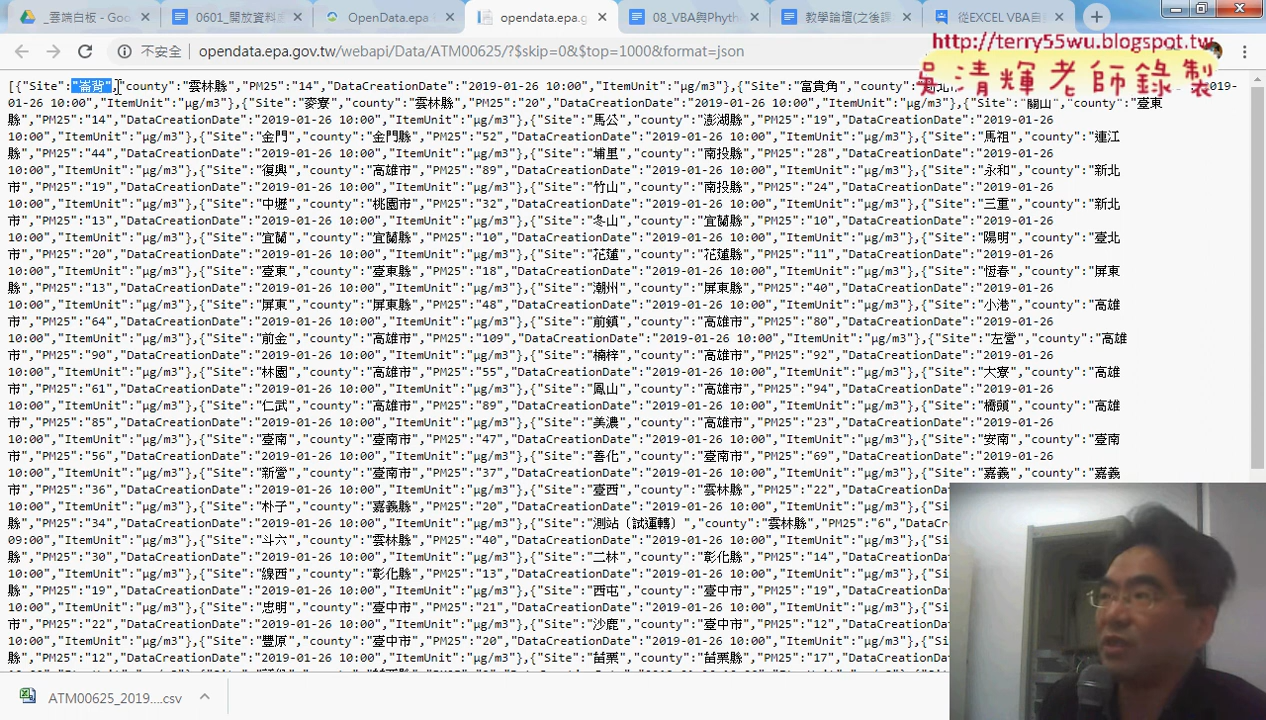 _雲端白板 - Goo
0601_開放資料
OpenData.epa
opendata.epa.g
08_VBA與Phyth
教學論壇(之後課
從EXCEL VBA自
不安全 opendata.epa.gov.tw/webapi/Data/ATM00625/?$skip=0&$top=1000&format=json
http://terry55wu.blogspot.tw
吳清輝老師錄製
[{"Site":"崙背","county":"雲林縣","PM25":"14","DataCreationDate":"2019-01-26 10:00","ItemUnit":"μg/m3"},{"Site":"富貴角","county":
01-26 10:00","ItemUnit":"μg/m3"},{"Site":"麥寮","county":"雲林縣","PM25":"20","DataCreationDate":"2019-01-26 10:00","ItemUnit":"μg/m3"},{"Site":"關山","county":"臺東
縣","PM25":"14","DataCreationDate":"2019-01-26 10:00","ItemUnit":"μg/m3"},{"Site":"馬公","county":"澎湖縣","PM25":"19","DataCreationDate":"2019-01-26
10:00","ItemUnit":"μg/m3"},{"Site":"金門","county":"金門縣","PM25":"52","DataCreationDate":"2019-01-26 10:00","ItemUnit":"μg/m3"},{"Site":"馬祖","county":"連江
縣","PM25":"44","DataCreationDate":"2019-01-26 10:00","ItemUnit":"μg/m3"},{"Site":"埔里","county":"南投縣","PM25":"28","DataCreationDate":"2019-01-26
10:00","ItemUnit":"μg/m3"},{"Site":"復興","county":"高雄市","PM25":"89","DataCreationDate":"2019-01-26 10:00","ItemUnit":"μg/m3"},{"Site":"永和","county":"新北
市","PM25":"19","DataCreationDate":"2019-01-26 10:00","ItemUnit":"μg/m3"},{"Site":"竹山","county":"南投縣","PM25":"24","DataCreationDate":"2019-01-26
10:00","ItemUnit":"μg/m3"},{"Site":"中壢","county":"桃園市","PM25":"32","DataCreationDate":"2019-01-26 10:00","ItemUnit":"μg/m3"},{"Site":"三重","county":"新北
市","PM25":"13","DataCreationDate":"2019-01-26 10:00","ItemUnit":"μg/m3"},{"Site":"冬山","county":"宜蘭縣","PM25":"10","DataCreationDate":"2019-01-26
10:00","ItemUnit":"μg/m3"},{"Site":"宜蘭","county":"宜蘭縣","PM25":"10","DataCreationDate":"2019-01-26 10:00","ItemUnit":"μg/m3"},{"Site":"陽明","county":"臺北
市","PM25":"20","DataCreationDate":"2019-01-26 10:00","ItemUnit":"μg/m3"},{"Site":"花蓮","county":"花蓮縣","PM25":"11","DataCreationDate":"2019-01-26
10:00","ItemUnit":"μg/m3"},{"Site":"臺東","county":"臺東縣","PM25":"18","DataCreationDate":"2019-01-26 10:00","ItemUnit":"μg/m3"},{"Site":"恆春","county":"屏東
縣","PM25":"13","DataCreationDate":"2019-01-26 10:00","ItemUnit":"μg/m3"},{"Site":"潮州","county":"屏東縣","PM25":"40","DataCreationDate":"2019-01-26
10:00","ItemUnit":"μg/m3"},{"Site":"屏東","county":"屏東縣","PM25":"48","DataCreationDate":"2019-01-26 10:00","ItemUnit":"μg/m3"},{"Site":"小港","county":"高雄
市","PM25":"64","DataCreationDate":"2019-01-26 10:00","ItemUnit":"μg/m3"},{"Site":"前鎮","county":"高雄市","PM25":"80","DataCreationDate":"2019-01-26
10:00","ItemUnit":"μg/m3"},{"Site":"前金","county":"高雄市","PM25":"109","DataCreationDate":"2019-01-26 10:00","ItemUnit":"μg/m3"},{"Site":"左營","county":"高雄
市","PM25":"90","DataCreationDate":"2019-01-26 10:00","ItemUnit":"μg/m3"},{"Site":"楠梓","county":"高雄市","PM25":"92","DataCreationDate":"2019-01-26
10:00","ItemUnit":"μg/m3"},{"Site":"林園","county":"高雄市","PM25":"55","DataCreationDate":"2019-01-26 10:00","ItemUnit":"μg/m3"},{"Site":"大寮","county":"高雄
市","PM25":"61","DataCreationDate":"2019-01-26 10:00","ItemUnit":"μg/m3"},{"Site":"鳳山","county":"高雄市","PM25":"94","DataCreationDate":"2019-01-26
10:00","ItemUnit":"μg/m3"},{"Site":"仁武","county":"高雄市","PM25":"89","DataCreationDate":"2019-01-26 10:00","ItemUnit":"μg/m3"},{"Site":"橋頭","county":"高雄
市","PM25":"85","DataCreationDate":"2019-01-26 10:00","ItemUnit":"μg/m3"},{"Site":"美濃","county":"高雄市","PM25":"23","DataCreationDate":"2019-01-26
10:00","ItemUnit":"μg/m3"},{"Site":"臺南","county":"臺南市","PM25":"47","DataCreationDate":"2019-01-26 10:00","ItemUnit":"μg/m3"},{"Site":"安南","county":"臺南
市","PM25":"56","DataCreationDate":"2019-01-26 10:00","ItemUnit":"μg/m3"},{"Site":"善化","county":"臺南市","PM25":"69","DataCreationDate":"2019-01-26
10:00","ItemUnit":"μg/m3"},{"Site":"新營","county":"臺南市","PM25":"37","DataCreationDate":"2019-01-26 10:00","ItemUnit":"μg/m3"},{"Site":"嘉義","county":"嘉義
市","PM25":"36","DataCreationDate":"2019-01-26 10:00","ItemUnit":"μg/m3"},{"Site":"臺西","county":"雲林縣","PM25":"22","Data
10:00","ItemUnit":"μg/m3"},{"Site":"朴子","county":"嘉義縣","PM25":"20","DataCreationDate":"2019-01-26 10:00","ItemUnit":"μg
縣","PM25":"34","DataCreationDate":"2019-01-26 10:00","ItemUnit":"μg/m3"},{"Site":"測站〔試運轉〕","county":"雲林縣","PM25":"6","DataC
09:00","ItemUnit":"μg/m3"},{"Site":"斗六","county":"雲林縣","PM25":"40","DataCreationDate":"2019-01-26 10:00","ItemUnit":"μg
縣","PM25":"30","DataCreationDate":"2019-01-26 10:00","ItemUnit":"μg/m3"},{"Site":"二林","county":"彰化縣","PM25":"14","Data
10:00","ItemUnit":"μg/m3"},{"Site":"線西","county":"彰化縣","PM25":"13","DataCreationDate":"2019-01-26 10:00","ItemUnit":"μg/m3"},{"Si
縣","PM25":"19","DataCreationDate":"2019-01-26 10:00","ItemUnit":"μg/m3"},{"Site":"西屯","county":"臺中市","PM25":"19","Data
10:00","ItemUnit":"μg/m3"},{"Site":"忠明","county":"臺中市","PM25":"21","DataCreationDate":"2019-01-26 10:00","ItemUnit":"μg/m3"},{"Si
市","PM25":"22","DataCreationDate":"2019-01-26 10:00","ItemUnit":"μg/m3"},{"Site":"沙鹿","county":"臺中市","PM25":"12","Data
10:00","ItemUnit":"μg/m3"},{"Site":"豐原","county":"臺中市","PM25":"20","DataCreationDate":"2019-01-26 10:00","ItemUnit":"μg/m3"},{"Si
縣","PM25":"12","DataCreationDate":"2019-01-26 10:00","ItemUnit":"μg/m3"},{"Site":"苗栗","county":"苗栗縣","PM25":"17","Data
ATM00625_2019....csv